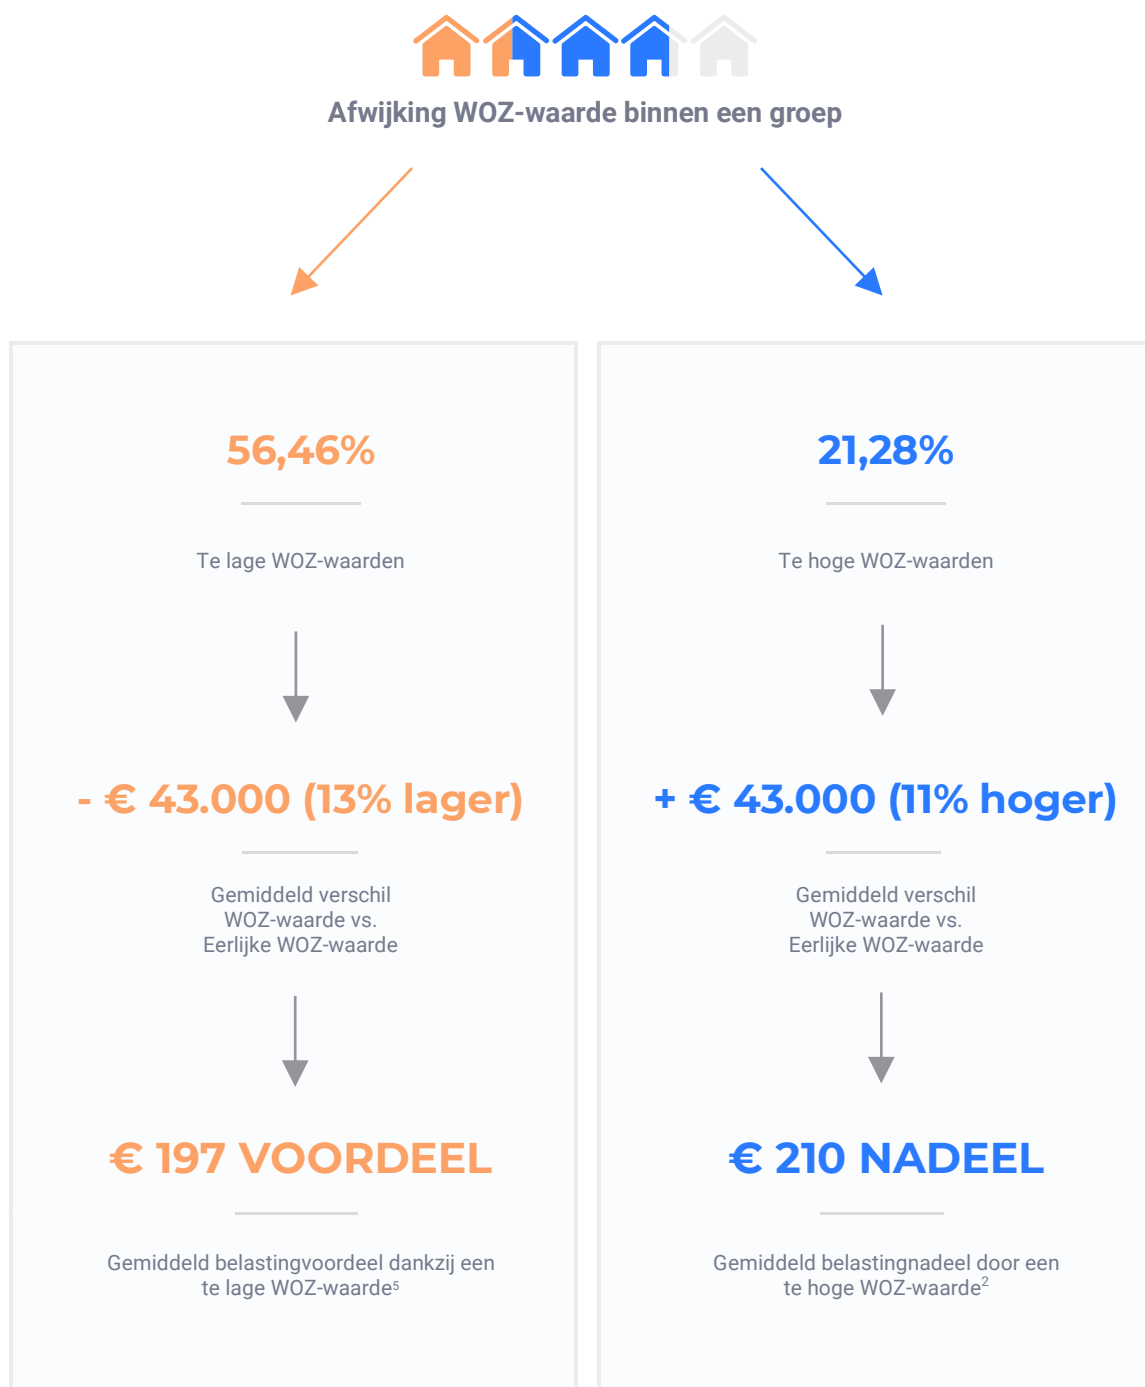 Afwijking WOZ-waarde binnen een groep
56,46%
Te lage WOZ-waarden
- € 43.000 (13% lager)
Gemiddeld verschil
WOZ-waarde vs.
Eerlijke WOZ-waarde
€ 197 VOORDEEL
Gemiddeld belastingvoordeel dankzij een
te lage WOZ-waarde⁵
21,28%
Te hoge WOZ-waarden
+ € 43.000 (11% hoger)
Gemiddeld verschil
WOZ-waarde vs.
Eerlijke WOZ-waarde
€ 210 NADEEL
Gemiddeld belastingnadeel door een
te hoge WOZ-waarde²